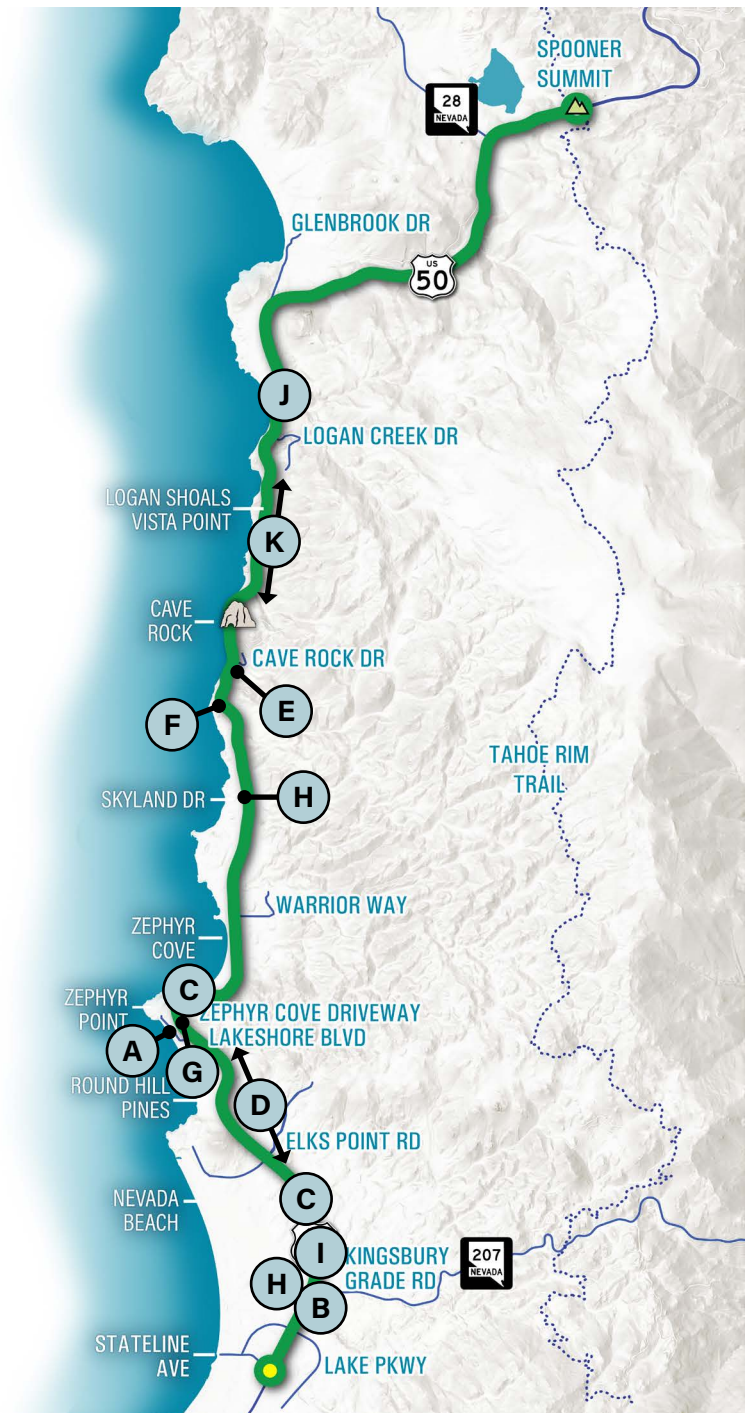 SPOONER
SUMMIT
28
NEVADA
GLENBROOK DR
US
50
J
LOGAN CREEK DR
LOGAN SHOALS
VISTA POINT
K
CAVE
ROCK
CAVE ROCK DR
E
F
TAHOE RIM
TRAIL
SKYLAND DR
H
WARRIOR WAY
ZEPHYR
COVE
C
ZEPHYR
POINT
ZEPHYR COVE DRIVEWAY
LAKESHORE BLVD
A
G
ROUND HILL
PINES
D
ELKS POINT RD
NEVADA
BEACH
C
I
KINGSBURY
GRADE RD
207
NEVADA
H
B
STATELINE
AVE
LAKE PKWY